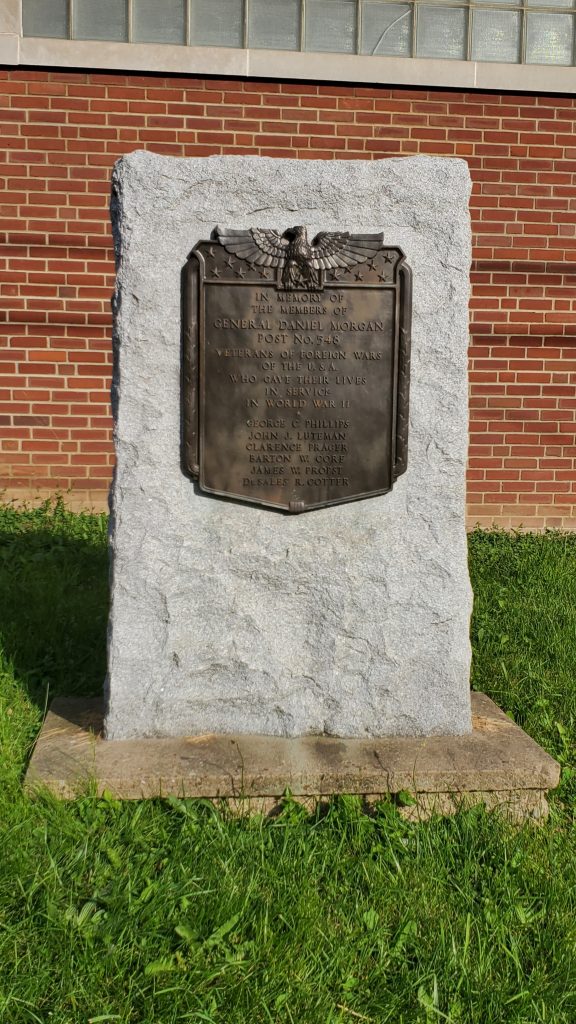 IN MEMORY OF
THE MEMBERS OF
GENERAL DANIEL MORGAN
POST NO. 548
VETERANS OF FOREIGN WARS
OF THE U.S.A.
WHO GAVE THEIR LIVES
IN SERVICE
IN WORLD WAR II
GEORGE C. PHILLIPS
JOHN J. LUTEMAN
CLARENCE PRAGER
BARTON W. GORE
JAMES W. PROBST
DESALES R. COTTER